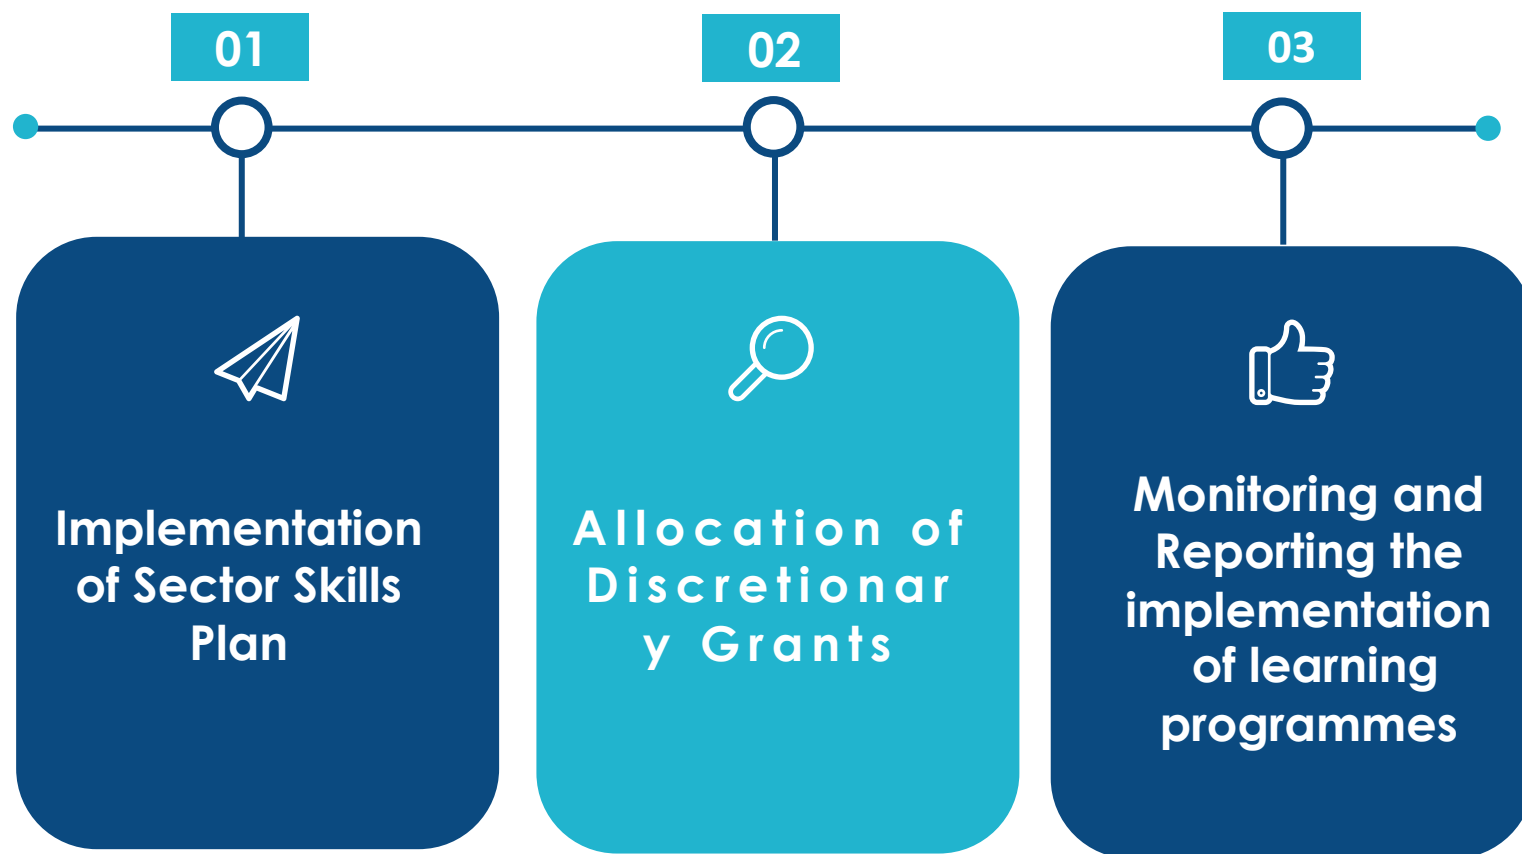 01
02
03
Implementation
of Sector Skills
Plan
Allocation of
Discretionar
y Grants
Monitoring and
Reporting the
implementation
of learning
programmes